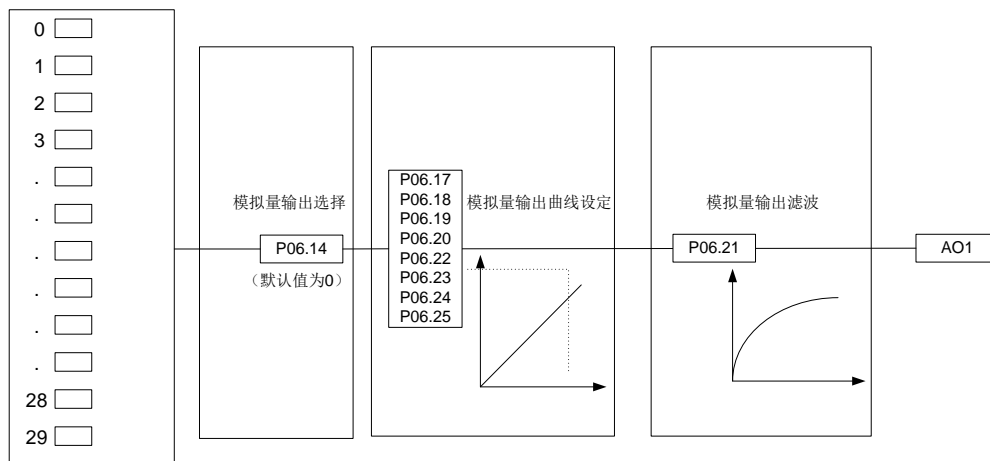 0
1
2
3
.
.
.
.
.
.
28
29
模拟量输出选择
P06.14
（默认值为0）
P06.17
P06.18
P06.19
P06.20
P06.22
P06.23
P06.24
P06.25
模拟量输出曲线设定
模拟量输出滤波
P06.21
AO1